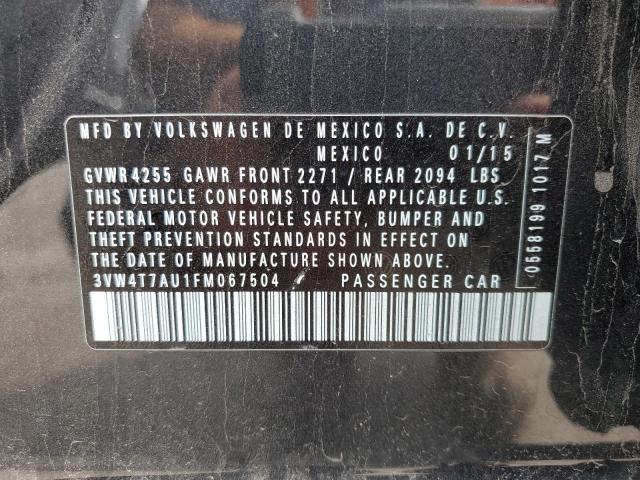 MFD BY VOLKSWAGEN DE MEXICO S.A. DE C.V.
MEXICO 01/15
GVWR4255 GAWR FRONT 2271 / REAR 2094 LBS
THIS VEHICLE CONFORMS TO ALL APPLICABLE U.S.
FEDERAL MOTOR VEHICLE SAFETY, BUMPER AND
THEFT PREVENTION STANDARDS IN EFFECT ON
THE DATE OF MANUFACTURE SHOWN ABOVE.
3VW4T7AU1FM067504 / PASSENGER CAR
0558199 1017 M